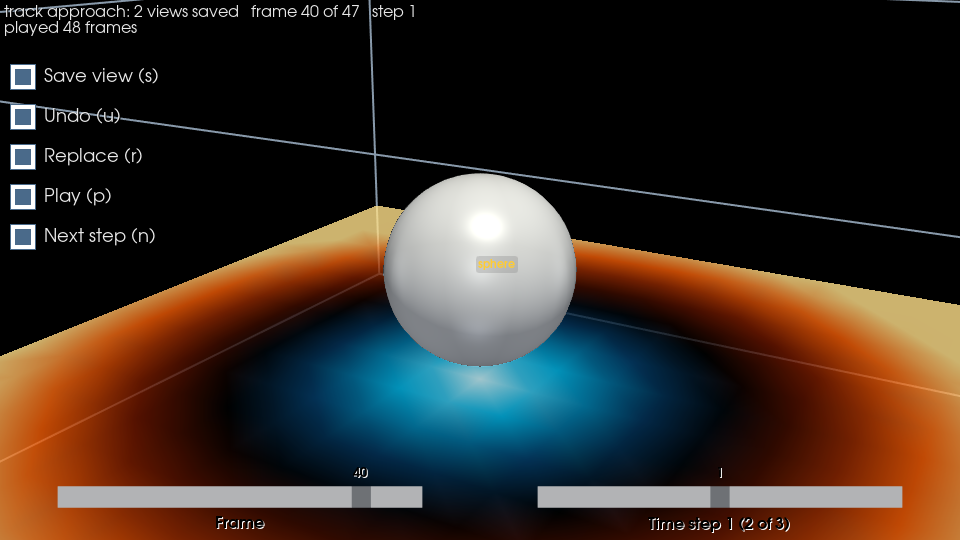 track approach: 2 views saved frame 40 of 47 step 1
played 48 frames
Save view (s)
Undo (u)
Replace (r)
Play (p)
Next step (n)
sphere
40
1
Frame
Time step 1 (2 of 3)